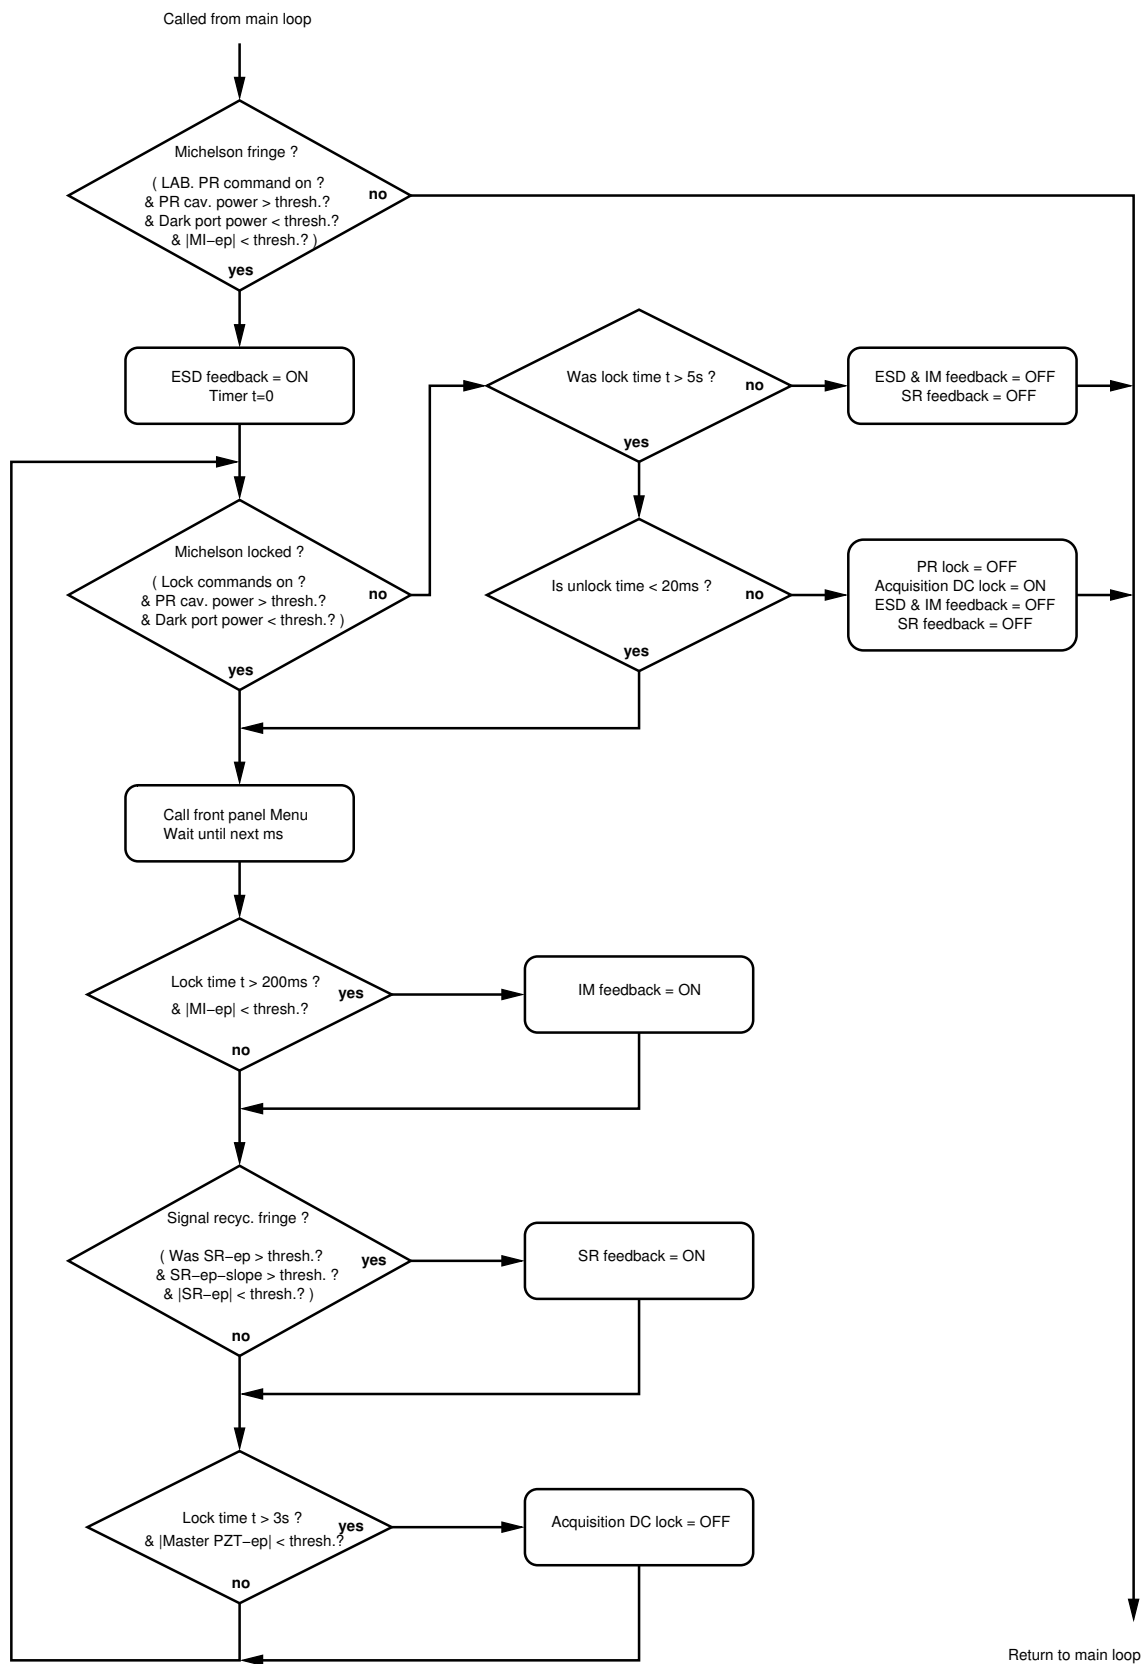 Called from main loop
Michelson fringe ?
( LAB. PR command on ?
& PR cav. power > thresh.?
no
& Dark port power < thresh.?
& |MI−ep| < thresh.? )
yes
ESD feedback = ON
Timer t=0
Was lock time t > 5s ?
no
yes
ESD & IM feedback = OFF
SR feedback = OFF
Michelson locked ?
( Lock commands on ?
& PR cav. power > thresh.?
no
& Dark port power < thresh.? )
yes
Is unlock time < 20ms ?
no
yes
PR lock = OFF
Acquisition DC lock = ON
ESD & IM feedback = OFF
SR feedback = OFF
Call front panel Menu
Wait until next ms
Lock time t > 200ms ?
yes
& |MI−ep| < thresh.?
no
IM feedback = ON
Signal recyc. fringe ?
( Was SR−ep > thresh.?
yes
& SR−ep−slope > thresh. ?
& |SR−ep| < thresh.? )
no
SR feedback = ON
Lock time t > 3s ?
yes
& |Master PZT−ep| < thresh.?
no
Acquisition DC lock = OFF
Return to main loop